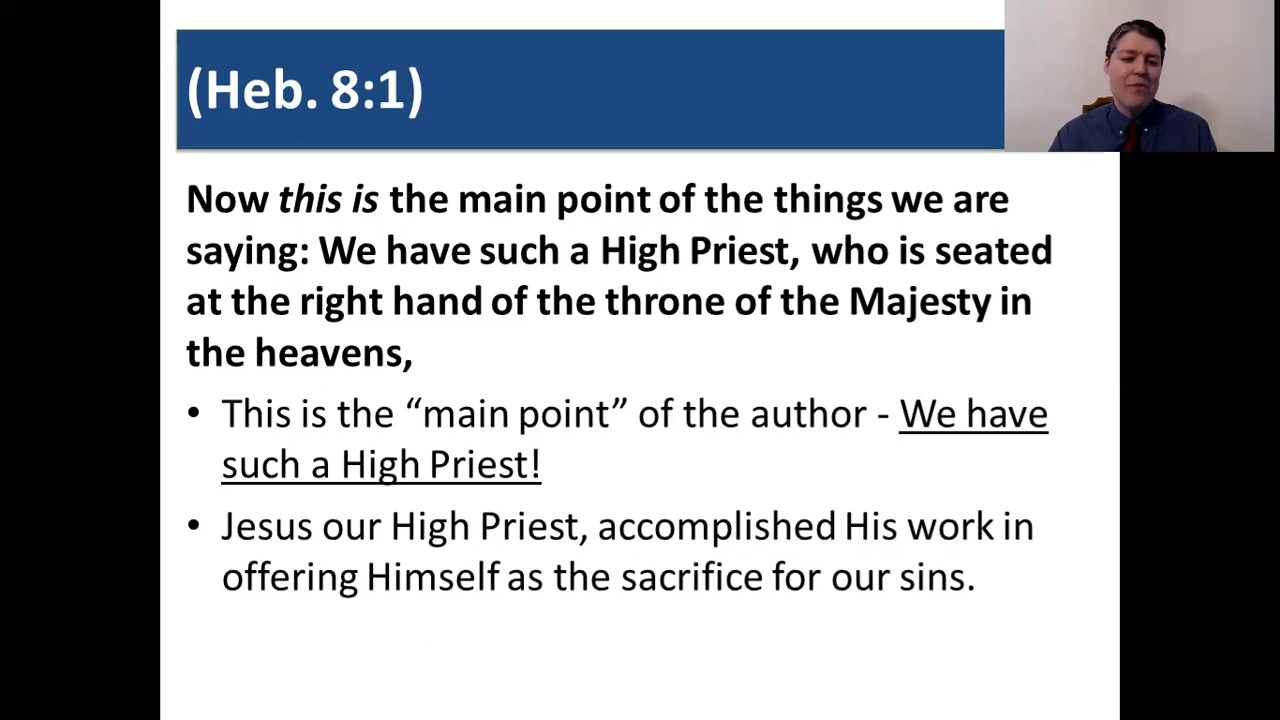 (Heb. 8:1)
Now this is the main point of the things we are
saying: We have such a High Priest, who is seated
at the right hand of the throne of the Majesty in
the heavens,
• This is the “main point” of the author - We have
such a High Priest!
• Jesus our High Priest, accomplished His work in
offering Himself as the sacrifice for our sins.